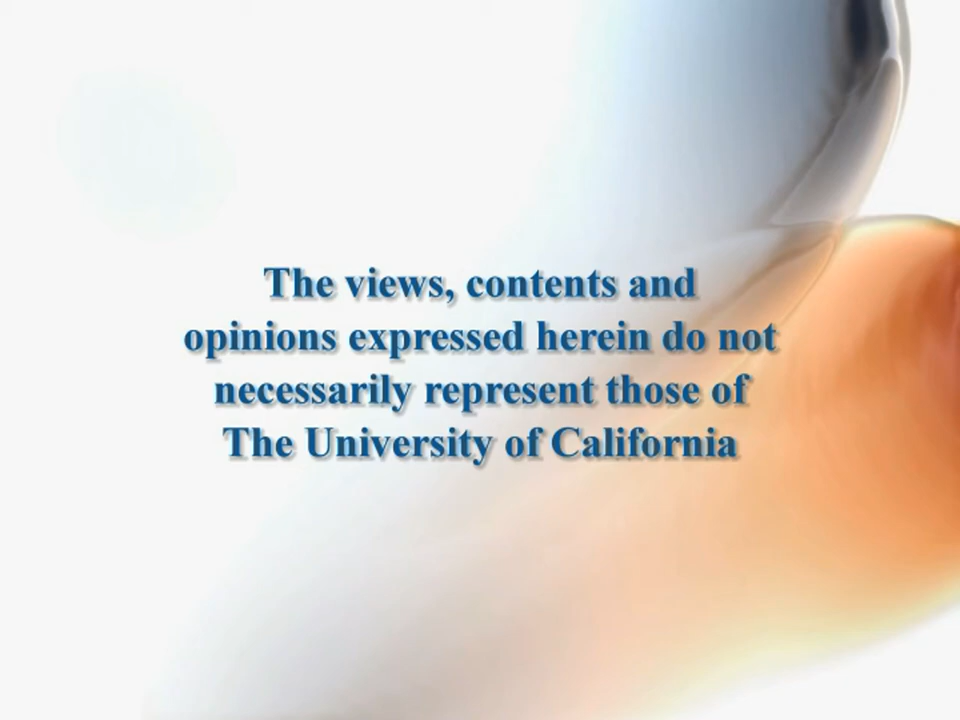 The views, contents and
opinions expressed herein do not
necessarily represent those of
The University of California